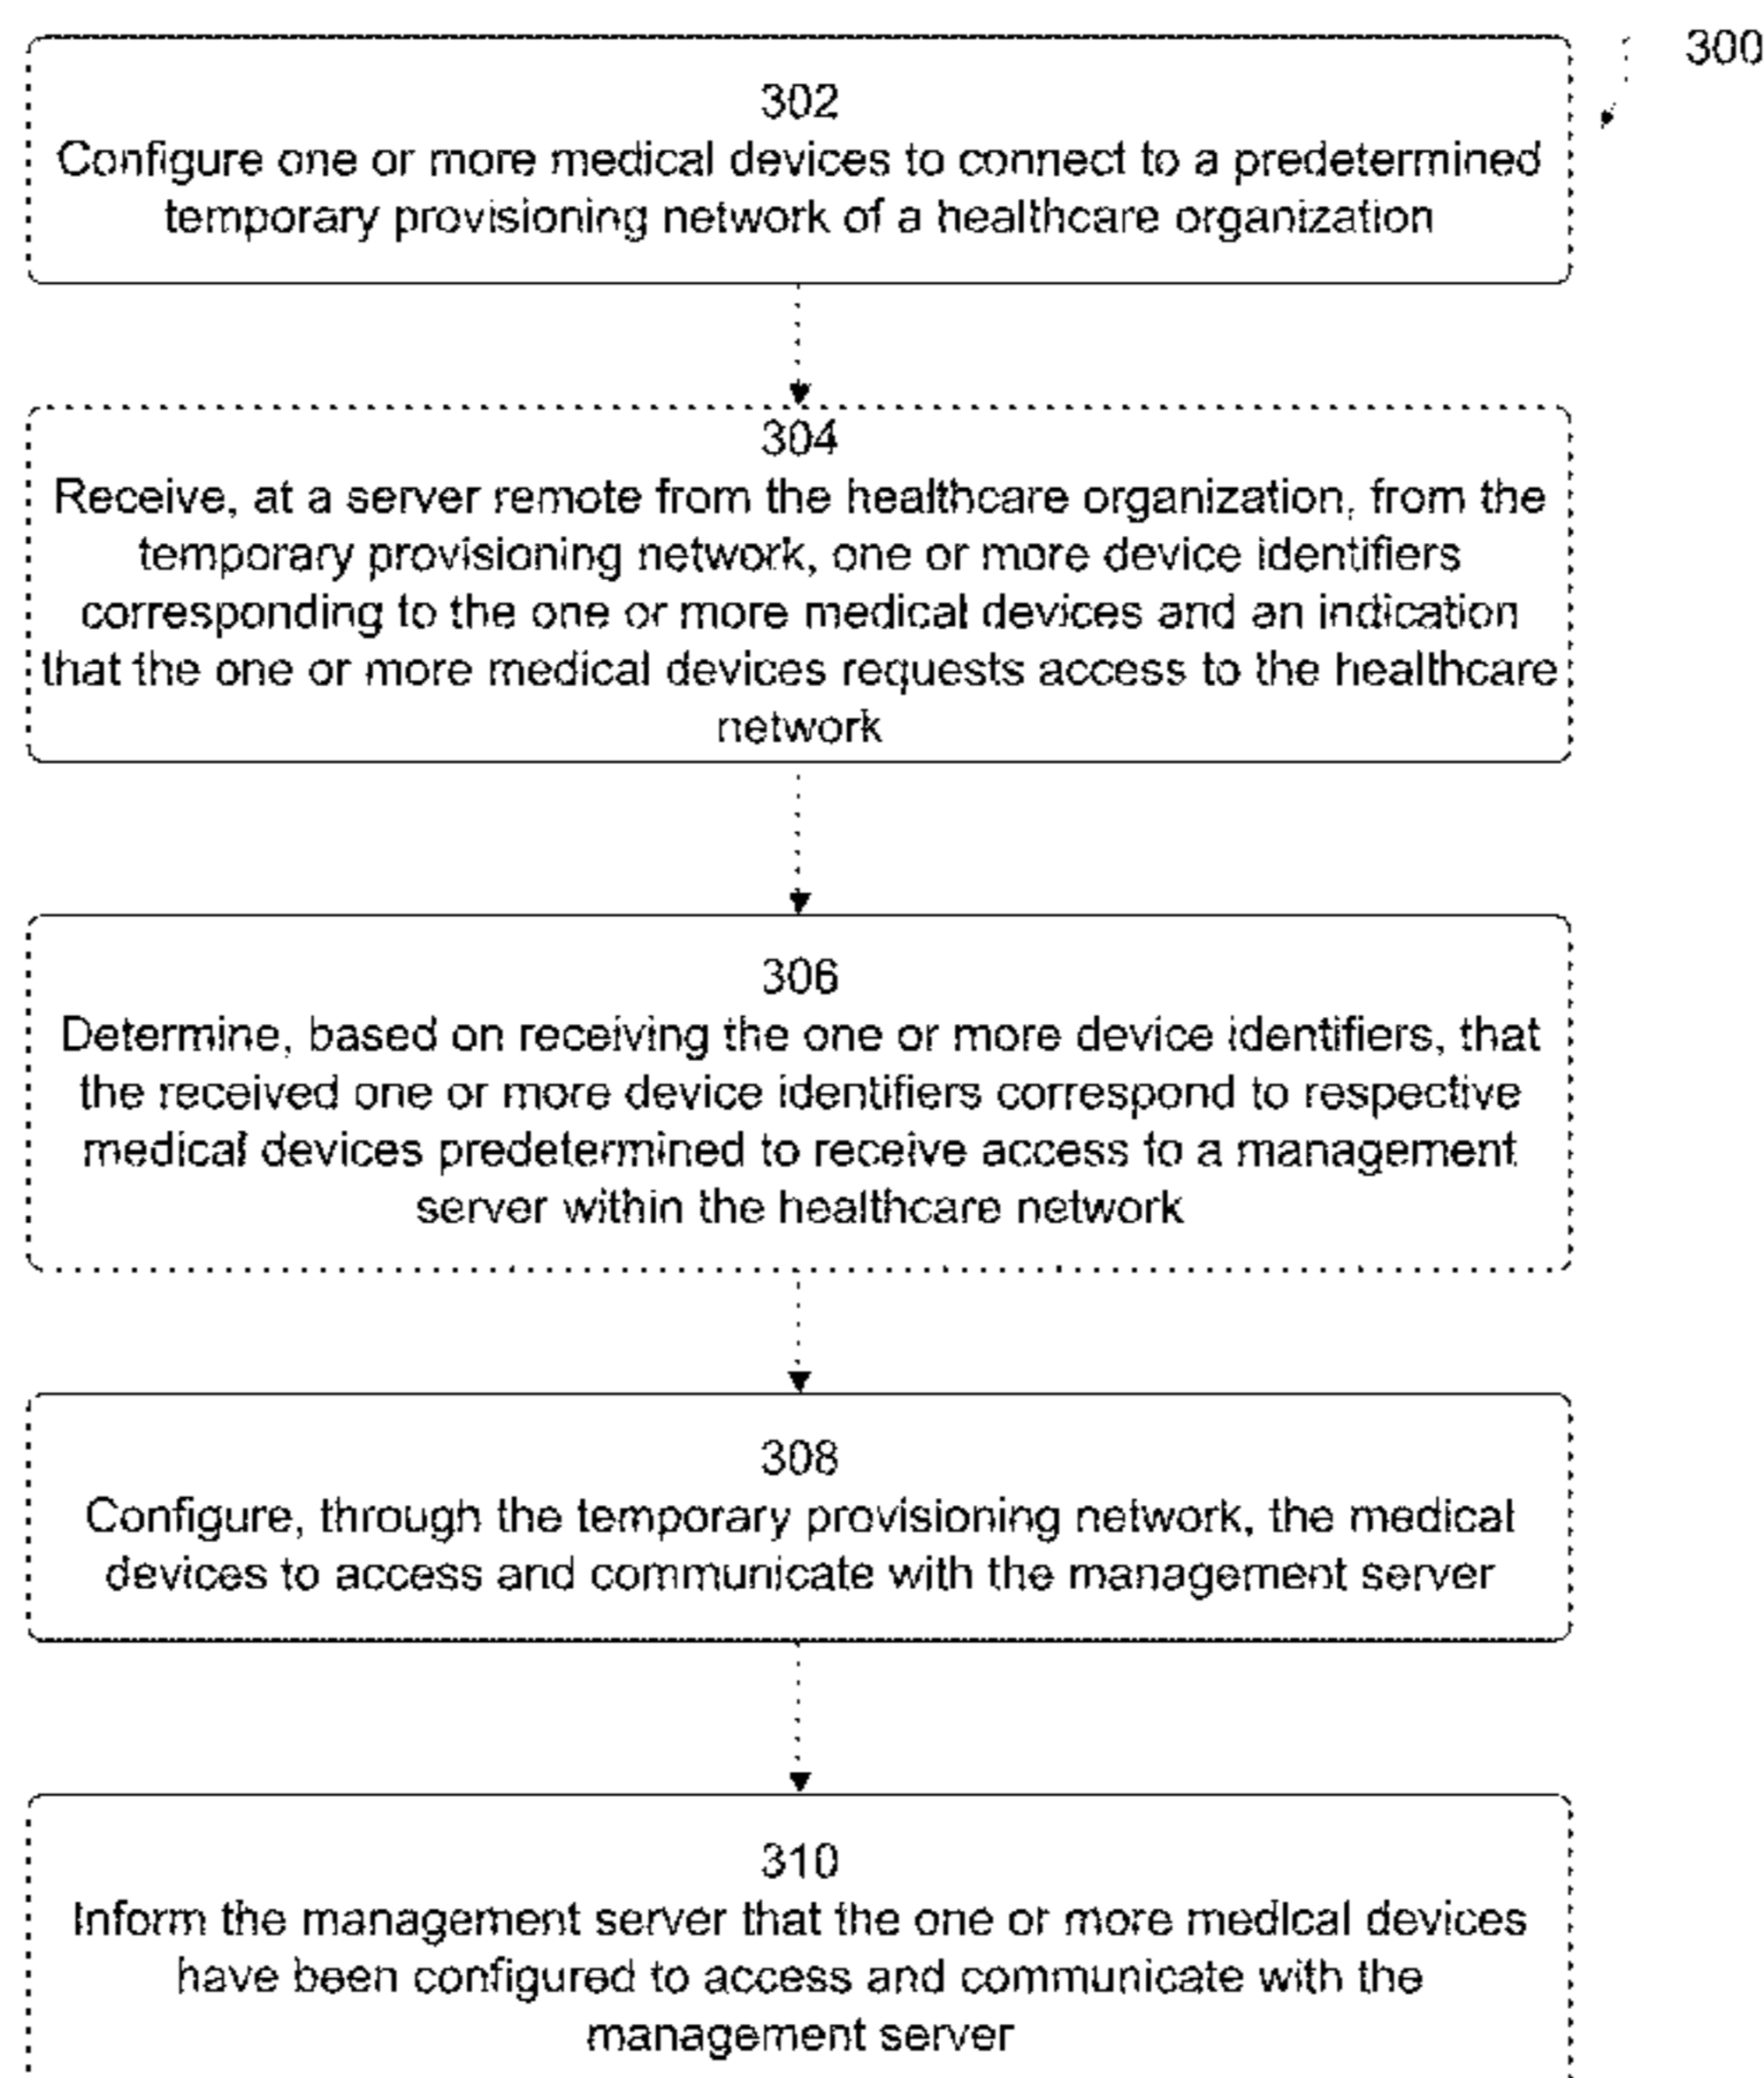 300
302
Configure one or more medical devices to connect to a predetermined
temporary provisioning network of a healthcare organization
304
Receive, at a server remote from the healthcare organization, from the
temporary provisioning network, one or more device identifiers
corresponding to the one or more medical devices and an indication
that the one or more medical devices requests access to the healthcare
network
306
Determine, based on receiving the one or more device identifiers, that
the received one or more device identifiers correspond to respective
medical devices predetermined to receive access to a management
server within the healthcare network
308
Configure, through the temporary provisioning network, the medical
devices to access and communicate with the management server
310
Inform the management server that the one or more medical devices
have been configured to access and communicate with the
management server